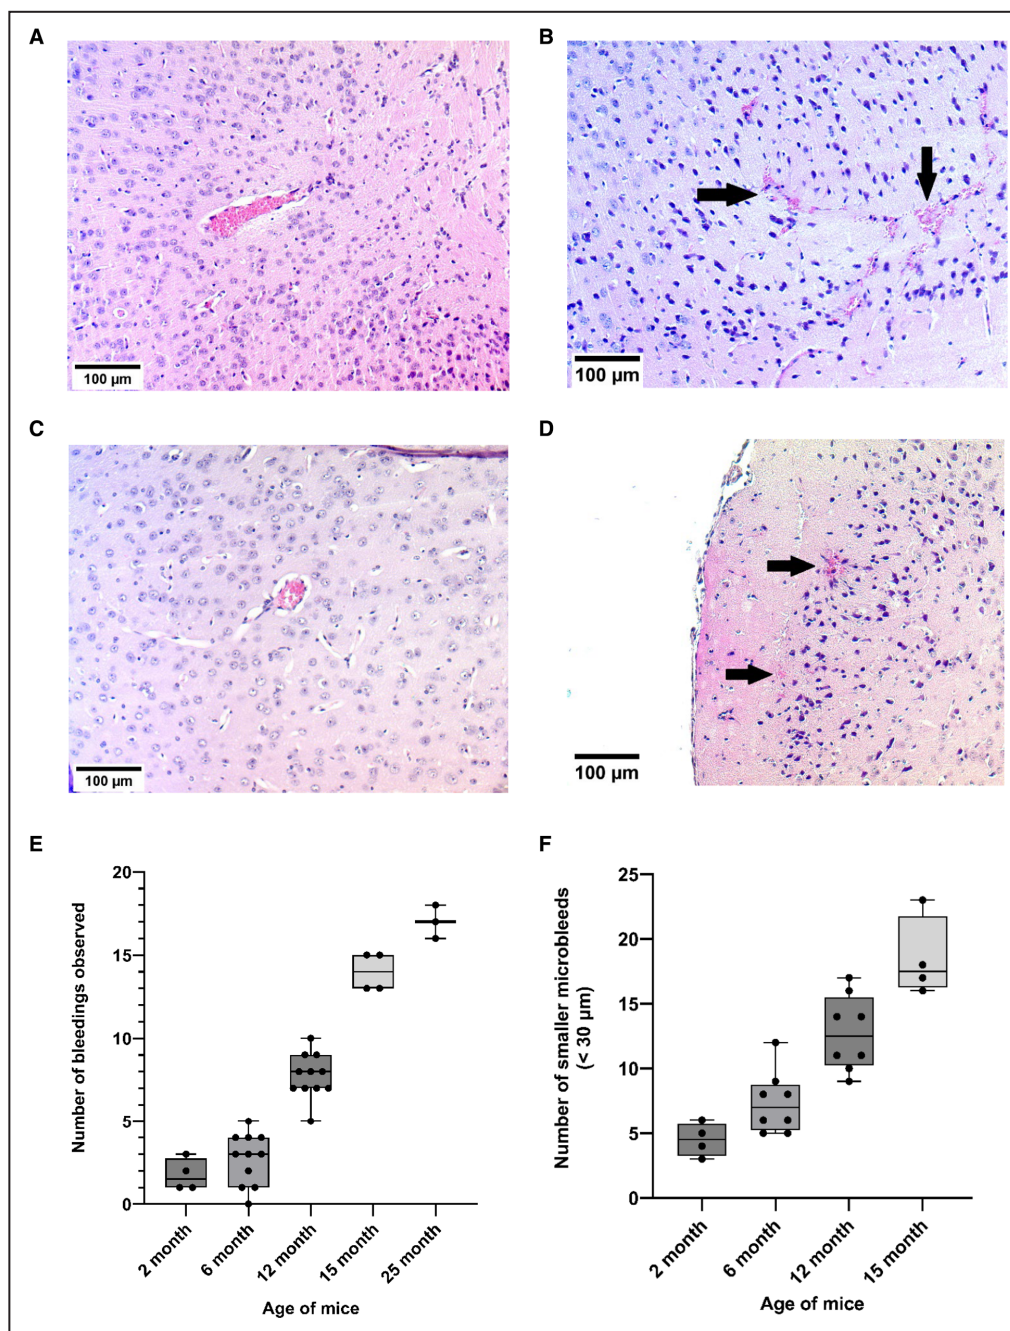 A
B
100 µm
100 µm
C
D
100 µm
100 µm
E
F
Number of bleedings observed
20
15
10
5
0
2 month
6 month
12 month
15 month
25 month
Age of mice
Number of smaller microbleeds
(< 30 µm)
25
20
15
10
5
0
2 month
6 month
12 month
15 month
Age of mice